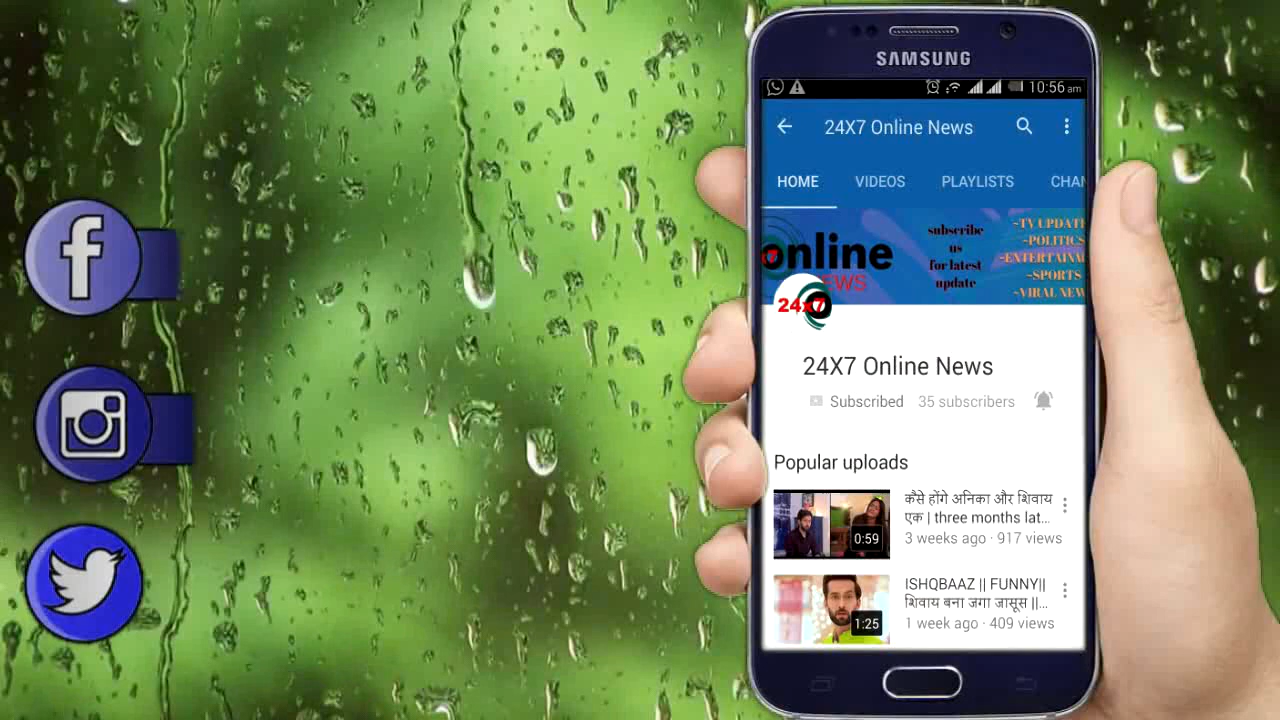 SAMSUNG
10:56 am
24X7 Online News
HOME VIDEOS PLAYLISTS CHAN
online
NEWS
subscribe
us
for latest
update
~TV UPDATE
~POLITICS
~ENTERTAINM
~SPORTS
~VIRAL NEW
24x7
24X7 Online News
Subscribed 35 subscribers
Popular uploads
0:59
कैसे होंगे अनिका और शिवाय
एक | three months lat...
3 weeks ago · 917 views
1:25
ISHQBAAZ || FUNNY||
शिवाय बना जगा जासूस ||...
1 week ago · 409 views